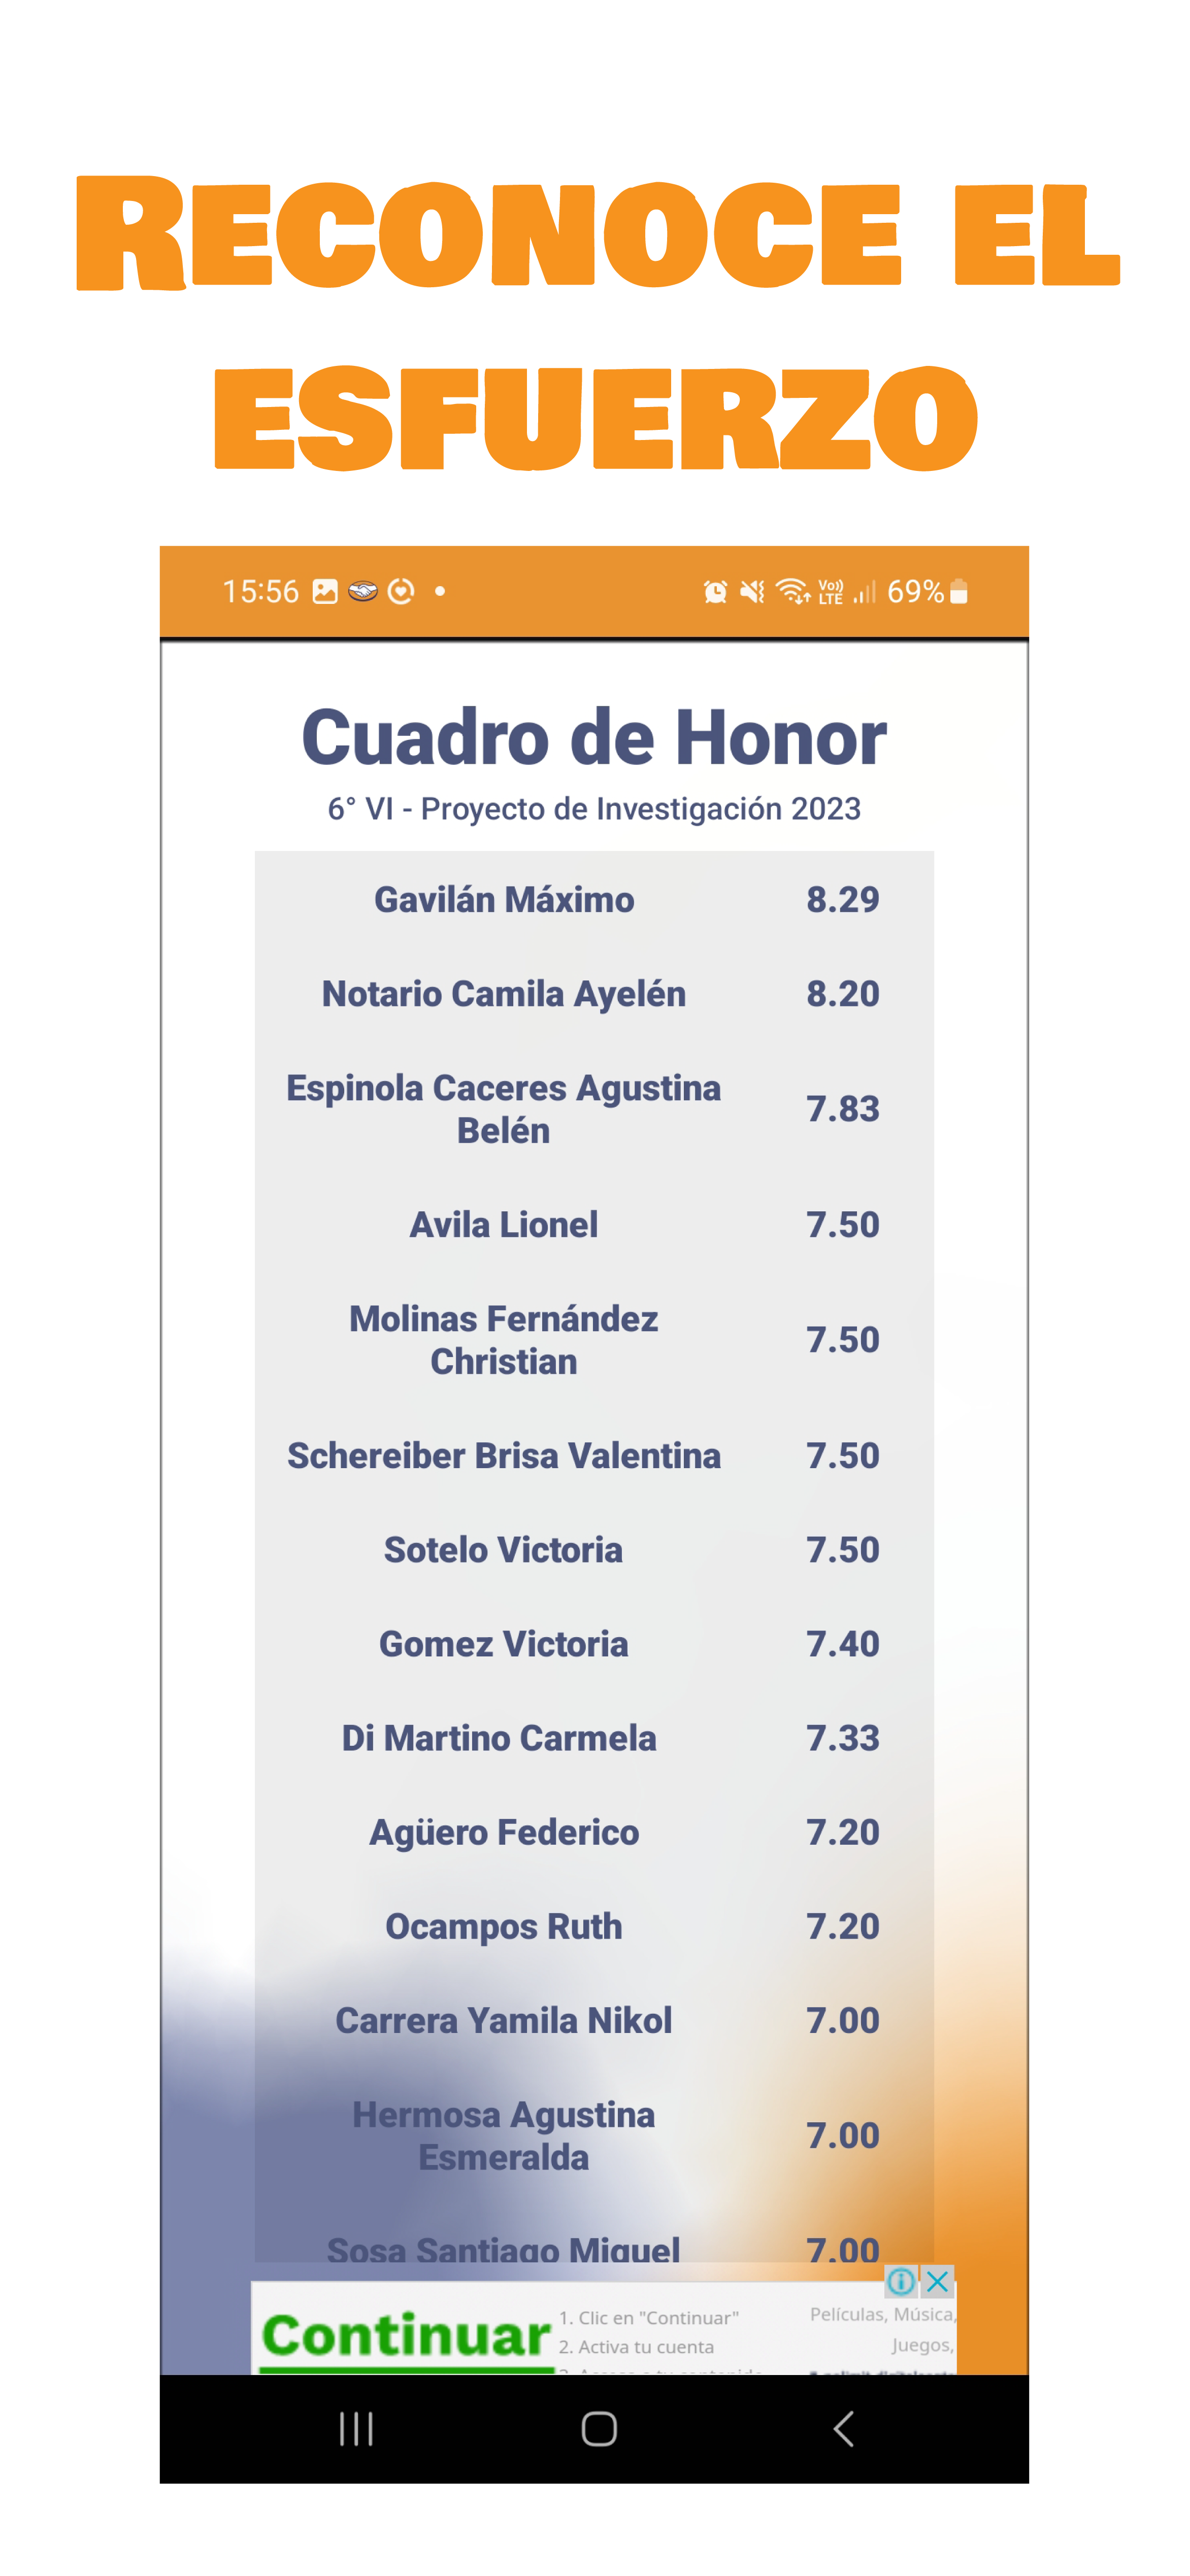 RECONOCE EL
ESFUERZO
15:56
Vo))
LTE
69%
Cuadro de Honor
6° VI - Proyecto de Investigación 2023
Gavilán Máximo 8.29
Notario Camila Ayelén 8.20
Espinola Caceres Agustina
Belén 7.83
Avila Lionel 7.50
Molinas Fernández
Christian 7.50
Schereiber Brisa Valentina 7.50
Sotelo Victoria 7.50
Gomez Victoria 7.40
Di Martino Carmela 7.33
Agüero Federico 7.20
Ocampos Ruth 7.20
Carrera Yamila Nikol 7.00
Hermosa Agustina
Esmeralda 7.00
Sosa Santiago Miguel 7.00
Continuar
1. Clic en "Continuar"
2. Activa tu cuenta
Películas, Música,
Juegos,